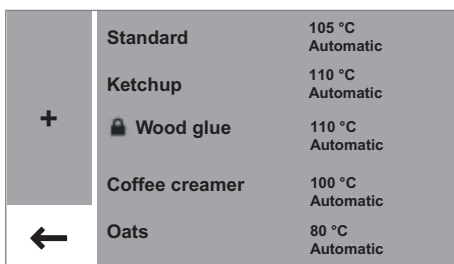 Standard 105 °C
Automatic
Ketchup 110 °C
Automatic
+
Wood glue 110 °C
Automatic
Coffee creamer 100 °C
Automatic
Oats 80 °C
Automatic